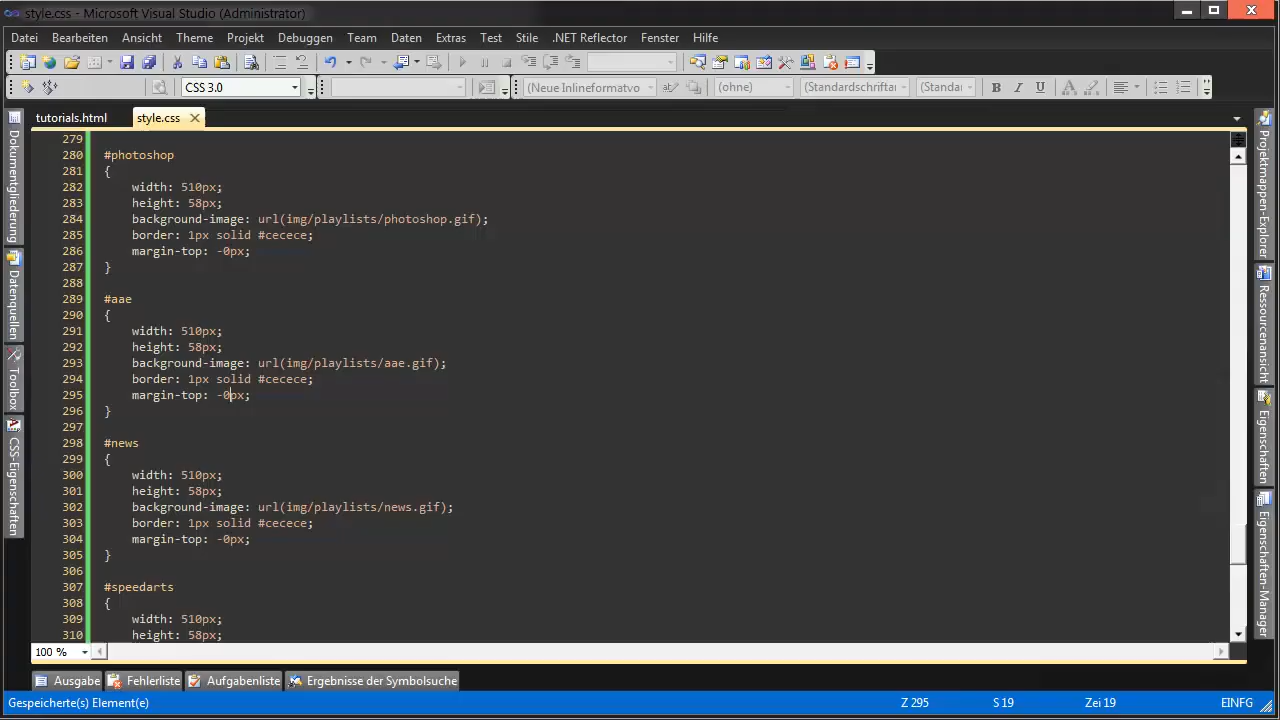 style.css - Microsoft Visual Studio (Administrator)
Datei Bearbeiten Ansicht Theme Projekt Debuggen Team Daten Extras Test Stile .NET Reflector Fenster Hilfe
CSS 3.0 (Neue Inlineformatvo (ohne) (Standardschriftar (Standar B I U A
tutorials.html style.css
279
280 #photoshop
281 {
282 width: 510px;
283 height: 58px;
284 background-image: url(img/playlists/photoshop.gif);
285 border: 1px solid #cecece;
286 margin-top: -0px;
287 }
288
289 #aae
290 {
291 width: 510px;
292 height: 58px;
293 background-image: url(img/playlists/aae.gif);
294 border: 1px solid #cecece;
295 margin-top: -0px;
296 }
297
298 #news
299 {
300 width: 510px;
301 height: 58px;
302 background-image: url(img/playlists/news.gif);
303 border: 1px solid #cecece;
304 margin-top: -0px;
305 }
306
307 #speedarts
308 {
309 width: 510px;
310 height: 58px;
100 %
Dokumentgliederung
Datenquellen
Toolbox
CSS-Eigenschaften
Projektmappen-Explorer
Ressourcenansicht
Eigenschaften
Eigenschaften-Manager
Ausgabe Fehlerliste Aufgabenliste Ergebnisse der Symbolsuche
Gespeicherte(s) Element(e) Z 295 S 19 Zei 19 EINFG